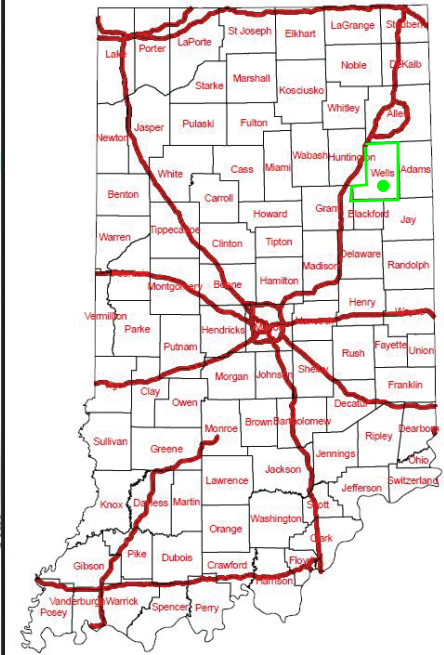 St Joseph
Elkhart
LaGrange
Steuben
Lake
Porter
LaPorte
Noble
DeKalb
Starke
Marshall
Kosciusko
Whitley
Allen
Newton
Jasper
Pulaski
Fulton
Wabash
Huntington
Wells
Adams
White
Cass
Miami
Benton
Carroll
Grant
Blackford
Jay
Howard
Warren
Tippecanoe
Clinton
Tipton
Madison
Delaware
Randolph
Montgomery
Boone
Hamilton
Henry
Wayne
Vermillion
Parke
Hendricks
Putnam
Rush
Fayette
Union
Morgan
Johnson
Shelby
Franklin
Clay
Owen
Decatur
Monroe
Brown
Bartholomew
Dearborn
Sullivan
Greene
Jennings
Ripley
Ohio
Jackson
Switzerland
Lawrence
Jefferson
Knox
Daviess
Martin
Washington
Scott
Orange
Clark
Pike
Dubois
Gibson
Crawford
Floyd
Harrison
Vanderburgh
Warrick
Posey
Spencer
Perry